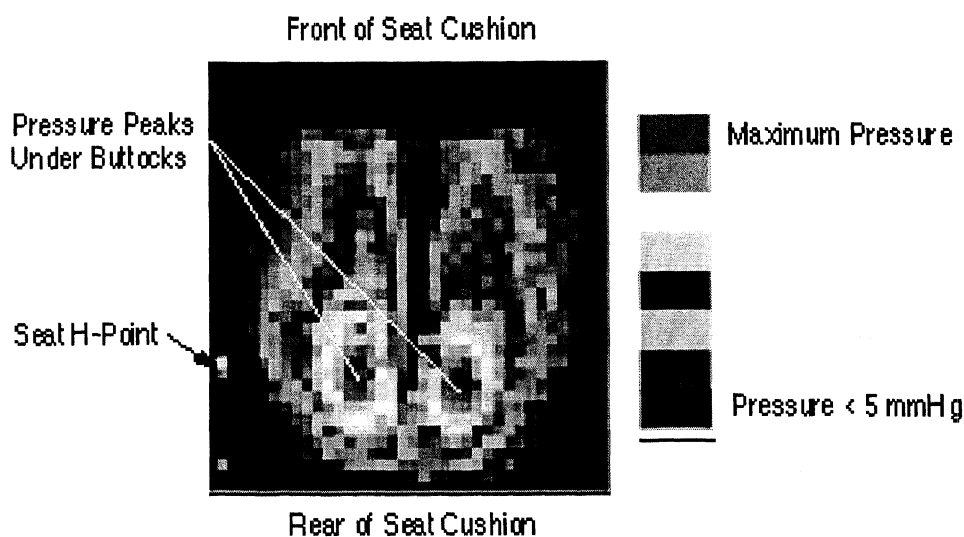 Front of Seat Cushion
Pressure Peaks
Under Buttocks
Maximum Pressure
Seat H-Point
Pressure < 5 mmHg
Rear of Seat Cushion